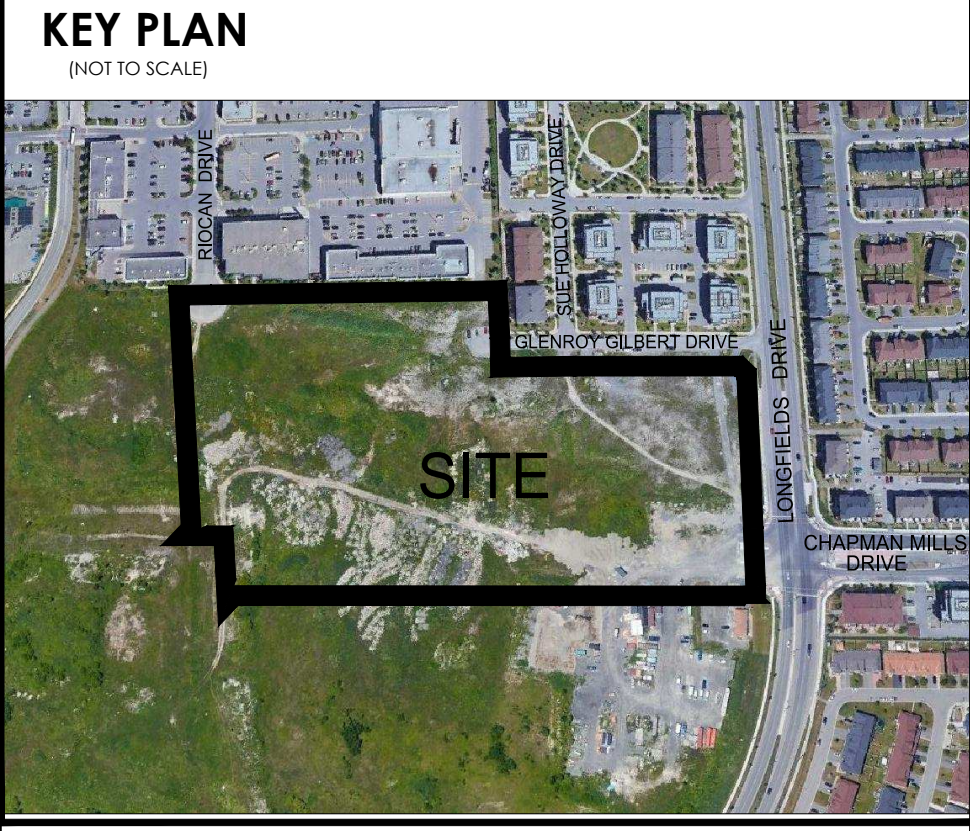 KEY PLAN
(NOT TO SCALE)
RIOCAN DRIVE
SUE HOLLOWAY DRIVE
GLENROY GILBERT DRIVE
LONGFIELDS DRIVE
SITE
CHAPMAN MILLS
DRIVE